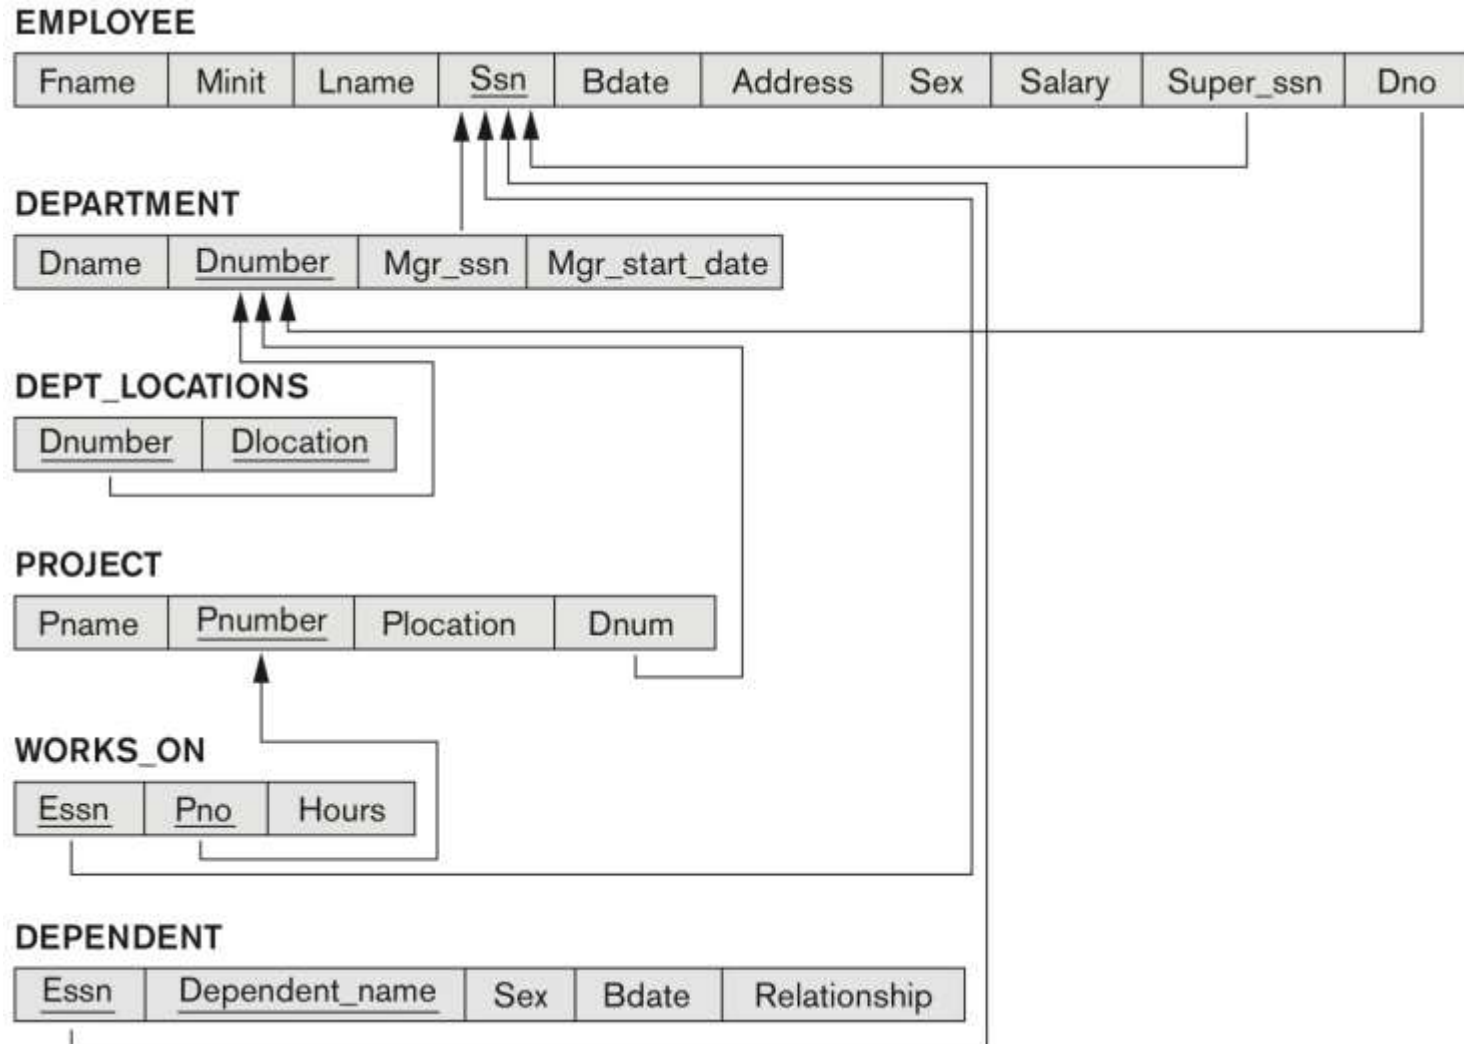 EMPLOYEE
Fname Minit Lname Ssn Bdate Address Sex Salary Super_ssn Dno
DEPARTMENT
Dname Dnumber Mgr_ssn Mgr_start_date
DEPT_LOCATIONS
Dnumber Dlocation
PROJECT
Pname Pnumber Plocation Dnum
WORKS_ON
Essn Pno Hours
DEPENDENT
Essn Dependent_name Sex Bdate Relationship